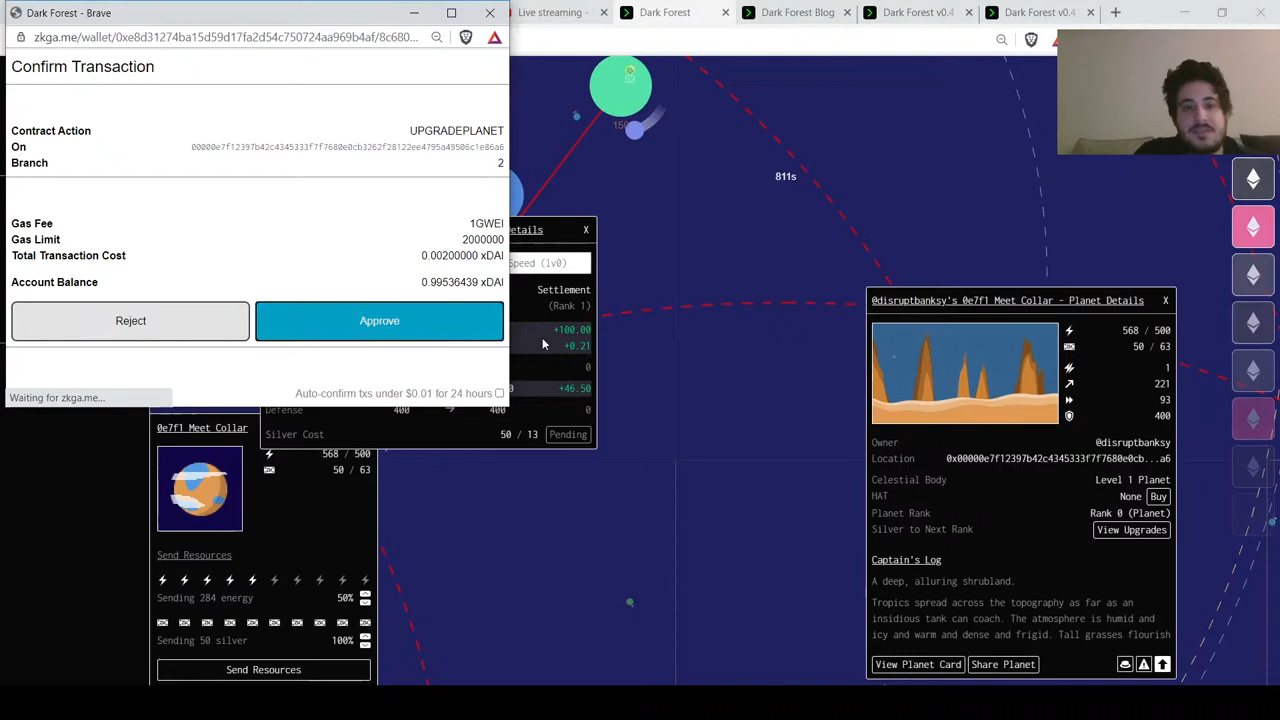 Dark Forest - Brave
Live streaming -
Dark Forest
Dark Forest Blog
Dark Forest v0.4
Dark Forest v0.4
zkga.me/wallet/0xe8d31274ba15d59d17fa2d54c750724aa969b4af/8c680...
Confirm Transaction
Contract Action UPGRADEPLANET
On 00000e7f12397b42c4345333f7f7680e0cb3262f28122ee4795a49506c1e86a6
Branch 2
Gas Fee 1GWEI
Gas Limit 2000000
Total Transaction Cost 0.00200000 xDAI
Account Balance 0.99536439 xDAI
Reject
Approve
Auto-confirm txs under $0.01 for 24 hours
Waiting for zkga.me...
52
150
811s
etails X
Speed (lv0)
Settlement
(Rank 1)
+100.00
+0.21
0
0 +46.50
Defense 400 → 400 0
Silver Cost 50 / 13 Pending
0e7f1 Meet Collar
568 / 500
50 / 63
Send Resources
Sending 284 energy 50%
Sending 50 silver 100%
Send Resources
@disruptbanksy's 0e7f1 Meet Collar - Planet Details X
568 / 500
50 / 63
1
221
93
400
Owner @disruptbanksy
Location 0x00000e7f12397b42c4345333f7f7680e0cb...a6
Celestial Body Level 1 Planet
HAT None Buy
Planet Rank Rank 0 (Planet)
Silver to Next Rank View Upgrades
Captain's Log
A deep, alluring shrubland.
Tropics spread across the topography as far as an
insidious tank can coach. The atmosphere is humid and
icy and warm and dense and frigid. Tall grasses flourish
View Planet Card Share Planet